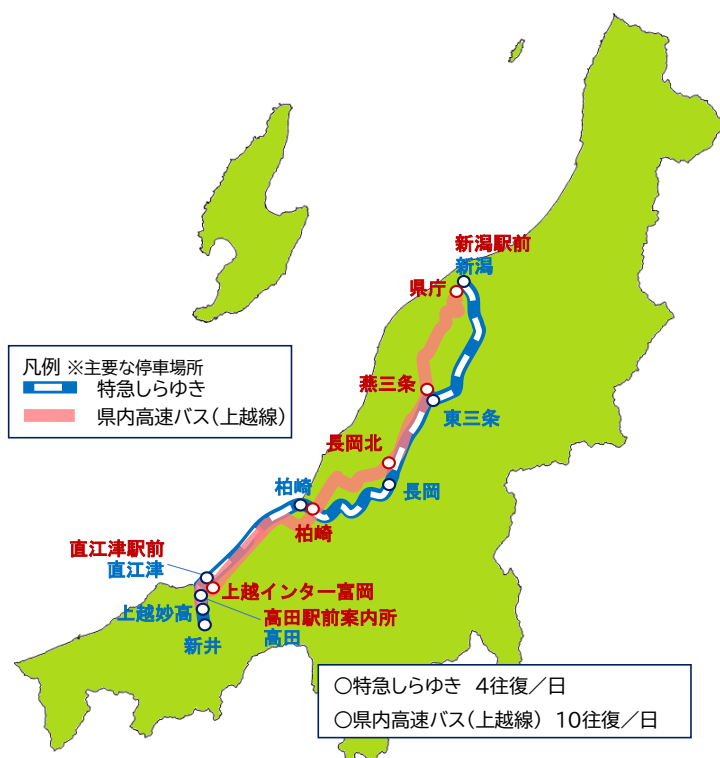 新潟駅前
新潟
県庁
凡例 ※主要な停車場所
特急しらゆき
県内高速バス(上越線)
燕三条
東三条
長岡北
長岡
柏崎
柏崎
直江津駅前
直江津
上越インター富岡
上越妙高
高田駅前案内所
高田
新井
○特急しらゆき 4往復/日
○県内高速バス(上越線) 10往復/日